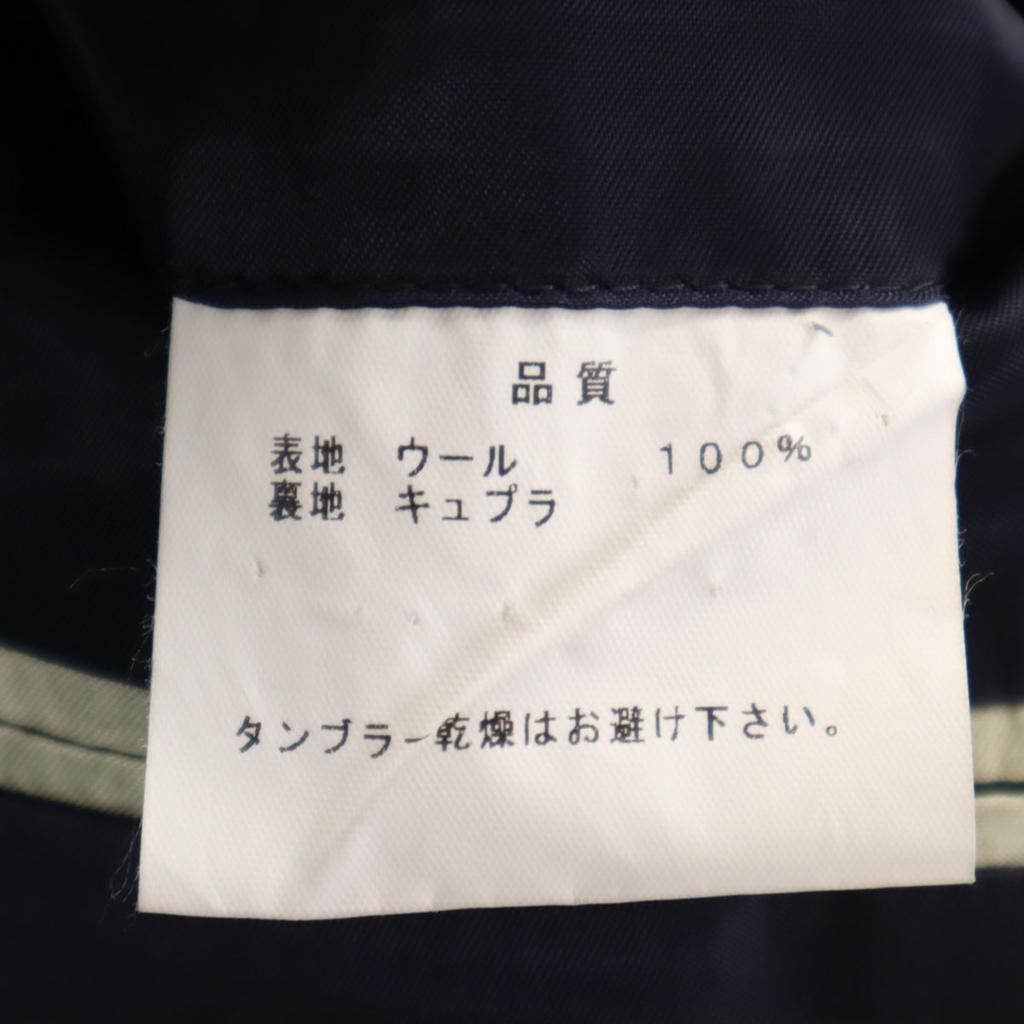 品質
表地 ウール 100%
裏地 キュプラ
タンブラー乾燥はお避け下さい。